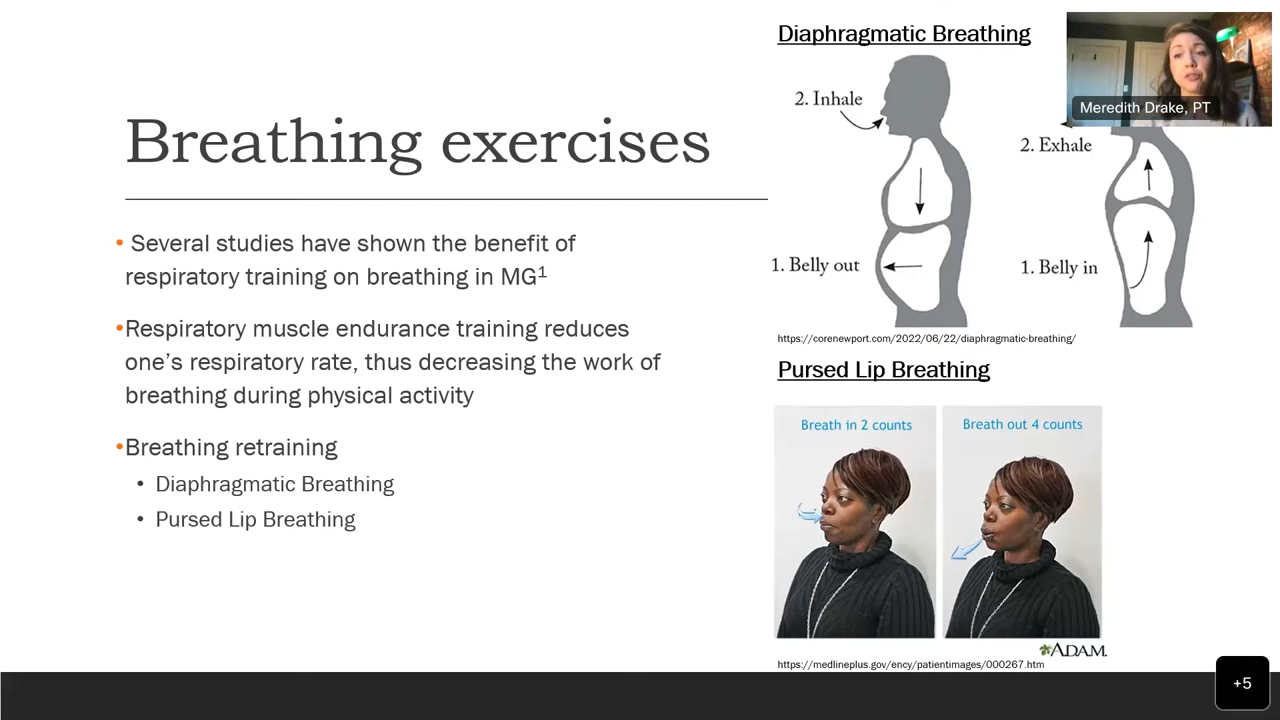 Breathing exercises
• Several studies have shown the benefit of
respiratory training on breathing in MG¹
•Respiratory muscle endurance training reduces
one's respiratory rate, thus decreasing the work of
breathing during physical activity
•Breathing retraining
• Diaphragmatic Breathing
• Pursed Lip Breathing
Diaphragmatic Breathing
2. Inhale
1. Belly out
2. Exhale
1. Belly in
https://corenewport.com/2022/06/22/diaphragmatic-breathing/
Pursed Lip Breathing
Breath in 2 counts
Breath out 4 counts
ADAM.
https://medlineplus.gov/ency/patientimages/000267.htm
Meredith Drake, PT
+5